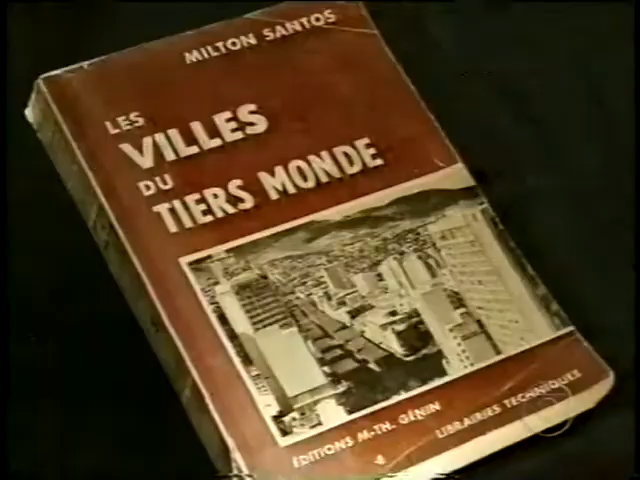 MILTON SANTOS
LES
VILLES
DU
TIERS MONDE
EDITIONS M-TH. GÉNIN
LIBRAIRIES TECHNIQUES